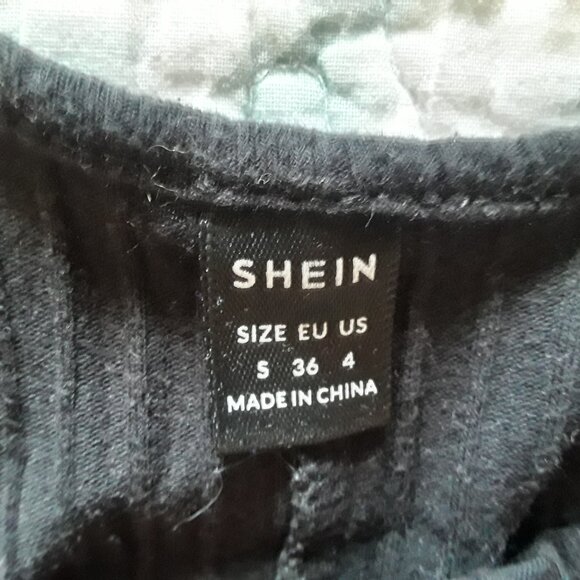 SHEIN
SIZE EU US
S 36 4
MADE IN CHINA